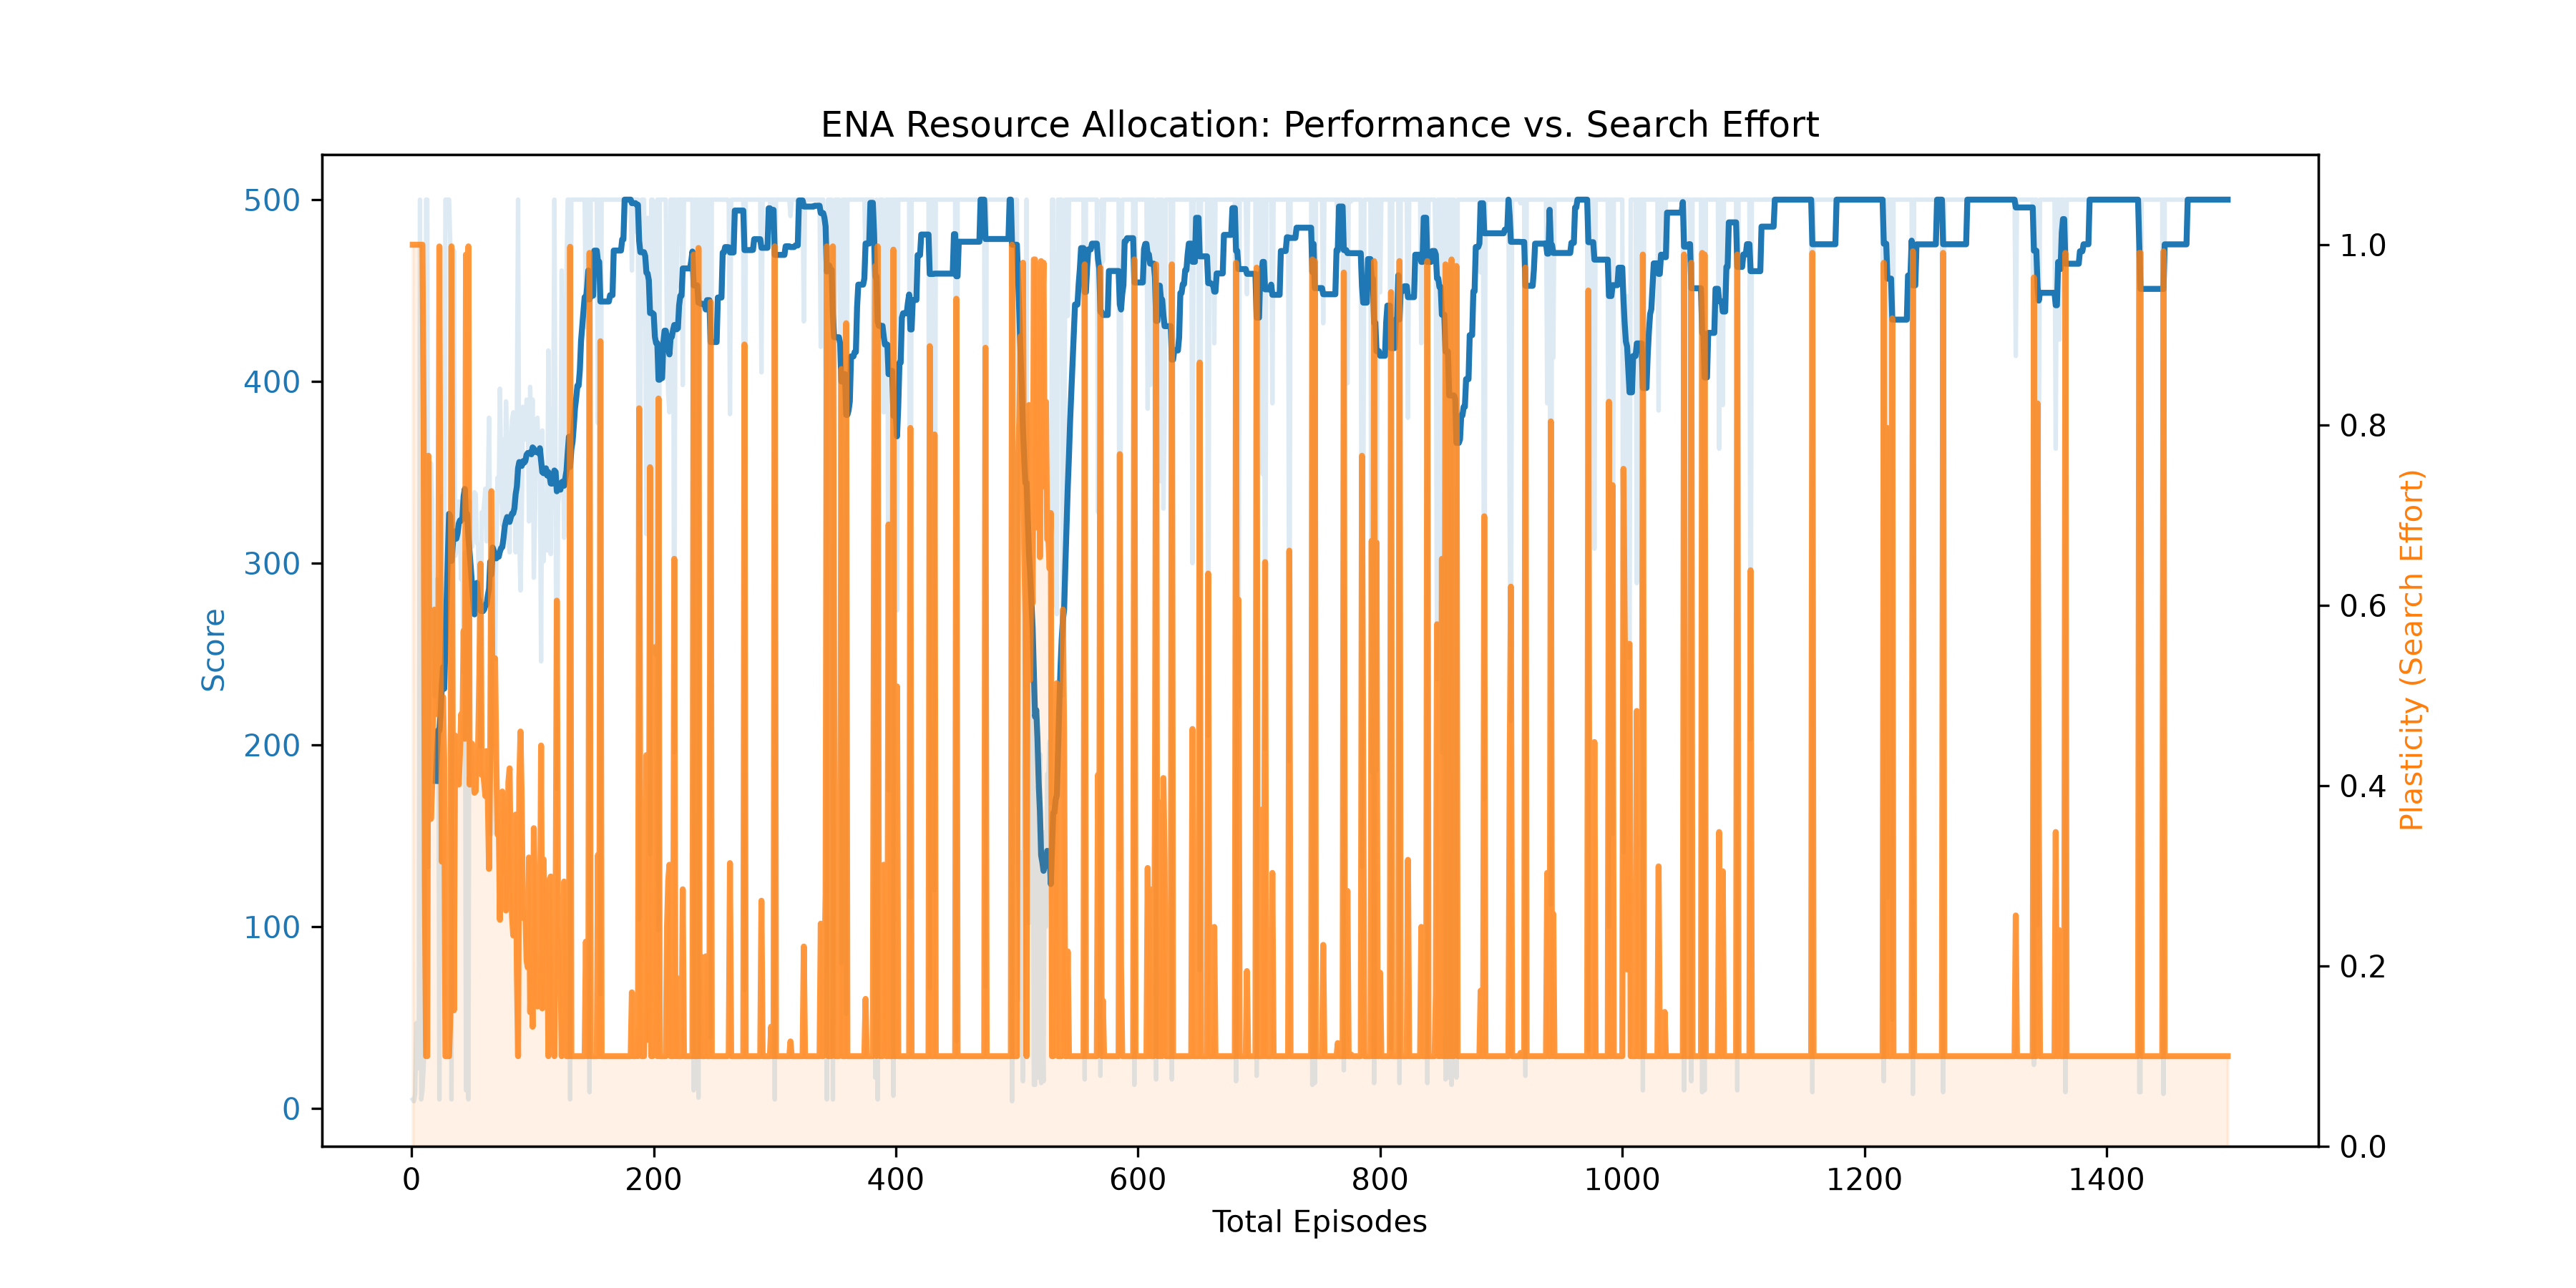 ENA Resource Allocation: Performance vs. Search Effort
500
400
300
200
100
0
Score
1.0
0.8
0.6
0.4
0.2
0.0
Plasticity (Search Effort)
0 200 400 600 800 1000 1200 1400
Total Episodes